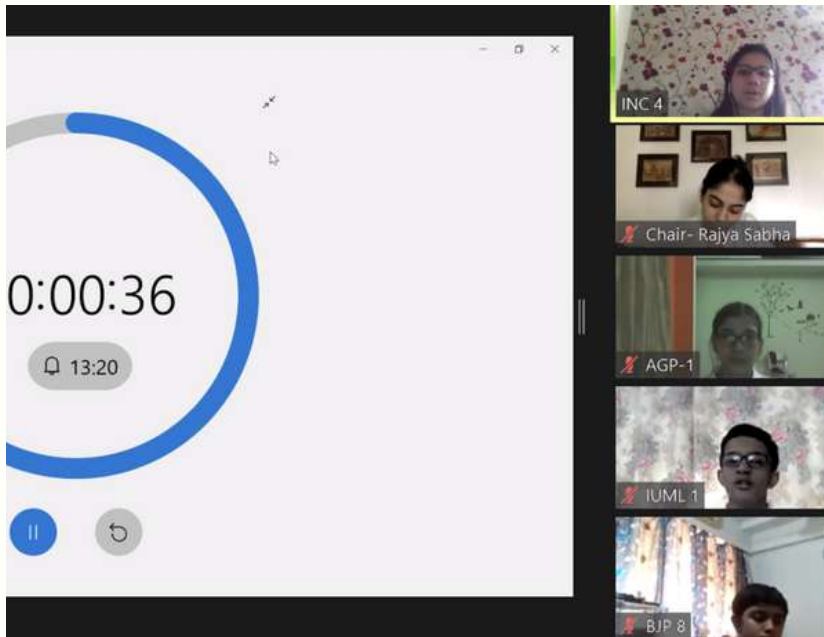 0:00:36
13:20
INC 4
Chair- Rajya Sabha
AGP-1
IUML 1
BJP 8